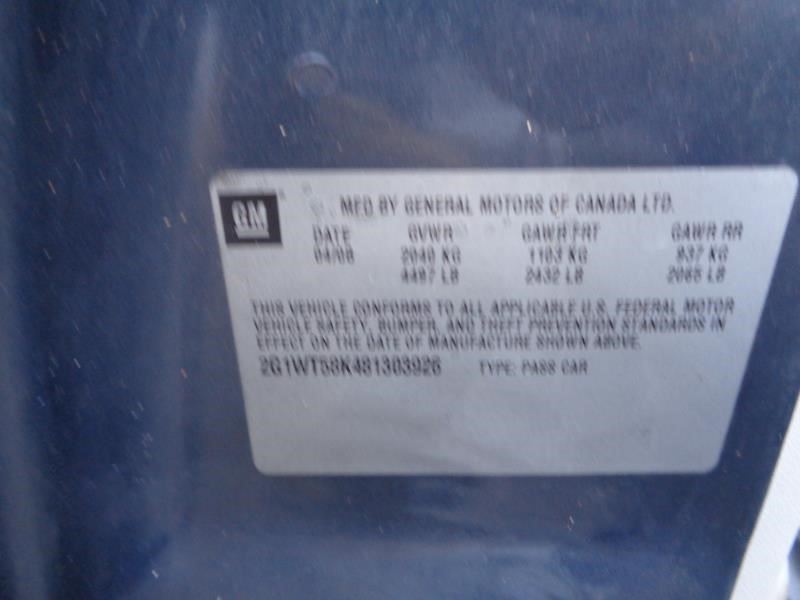 GM
MFD BY GENERAL MOTORS OF CANADA LTD.
DATE GVWR GAWR FRT GAWR RR
04/08 2040 KG 1103 KG 937 KG
4497 LB 2432 LB 2065 LB
THIS VEHICLE CONFORMS TO ALL APPLICABLE U.S. FEDERAL MOTOR
VEHICLE SAFETY, BUMPER, AND THEFT PREVENTION STANDARDS IN
EFFECT ON THE DATE OF MANUFACTURE SHOWN ABOVE.
2G1WT58K481303926 TYPE: PASS CAR